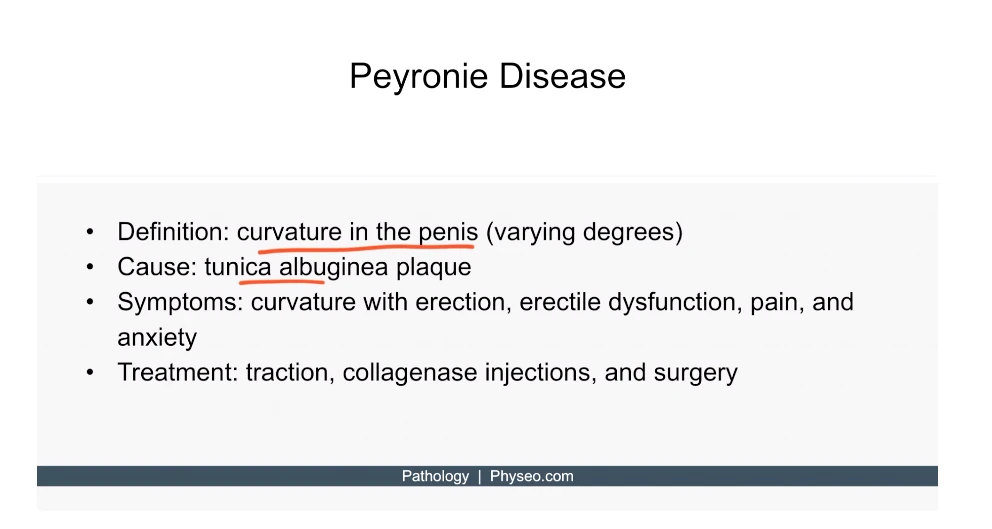 Peyronie Disease
• Definition: curvature in the penis (varying degrees)
• Cause: tunica albuginea plaque
• Symptoms: curvature with erection, erectile dysfunction, pain, and
anxiety
• Treatment: traction, collagenase injections, and surgery
Pathology | Physeo.com